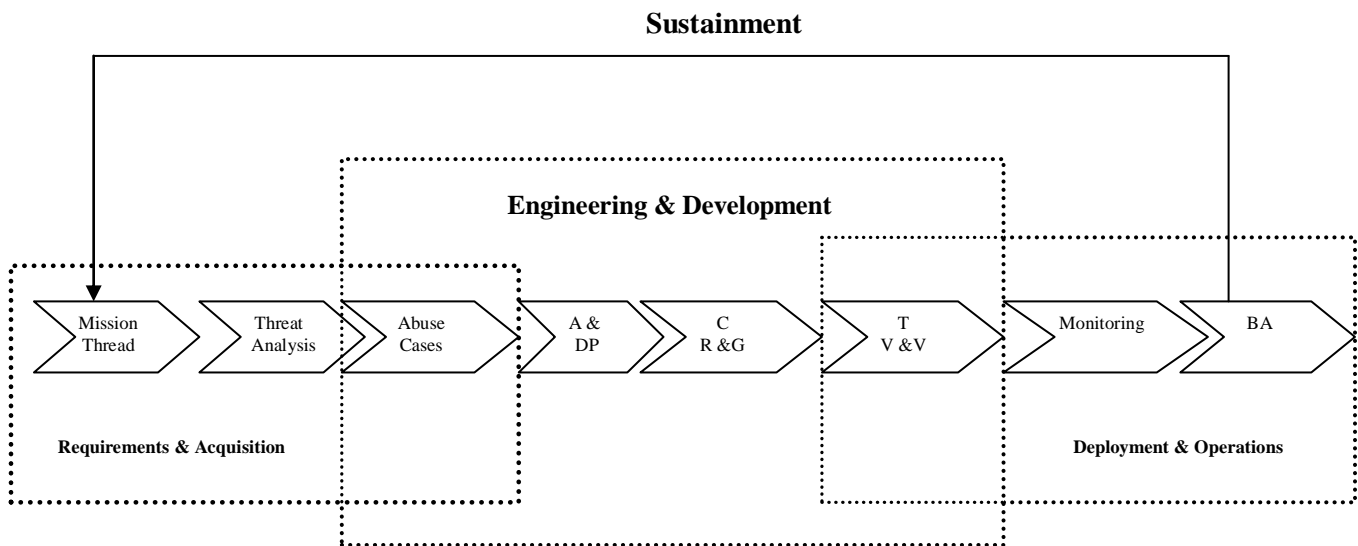 Sustainment
Engineering & Development
Mission
Thread
Threat
Analysis
Abuse
Cases
A &
DP
C
R &G
T
V &V
Monitoring
BA
Requirements & Acquisition
Deployment & Operations